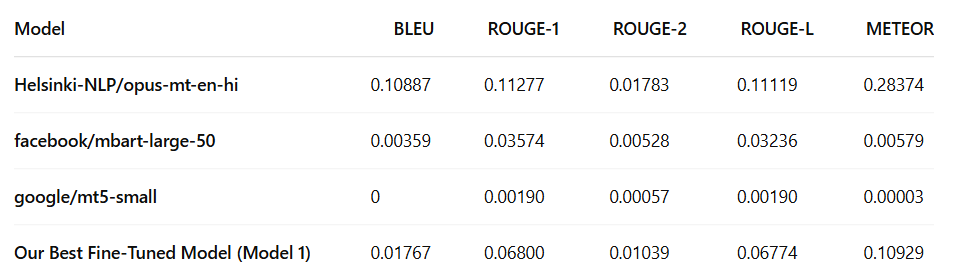 Model BLEU ROUGE-1 ROUGE-2 ROUGE-L METEOR
Helsinki-NLP/opus-mt-en-hi 0.10887 0.11277 0.01783 0.11119 0.28374
facebook/mbart-large-50 0.00359 0.03574 0.00528 0.03236 0.00579
google/mt5-small 0 0.00190 0.00057 0.00190 0.00003
Our Best Fine-Tuned Model (Model 1) 0.01767 0.06800 0.01039 0.06774 0.10929